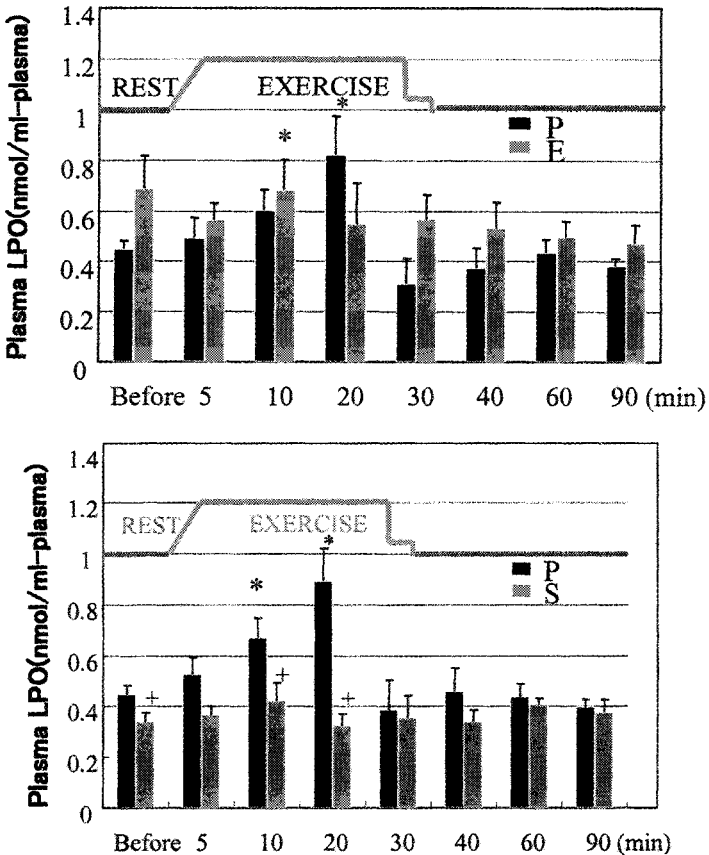 Plasma LPO(nmol/ml-plasma)
1.4
1.2
1
0.8
0.6
0.4
0.2
0
REST EXERCISE
*
*
P
E
Before 5 10 20 30 40 60 90 (min)
Plasma LPO(nmol/ml-plasma)
1.4
1.2
1
0.8
0.6
0.4
0.2
0
REST EXERCISE
*
*
P
S
+
+
+
Before 5 10 20 30 40 60 90 (min)